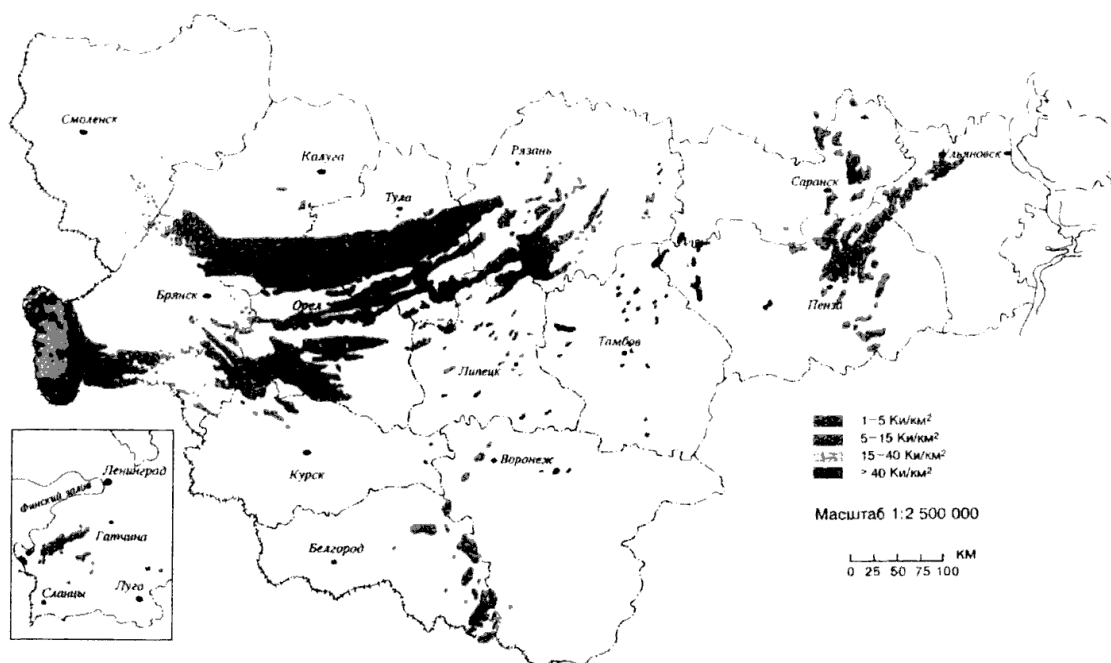 Смоленск
Калуга
Рязань
Ульяновск
Саранск
Тула
Брянск
Орел
Пенза
Тамбов
Липецк
1–5 Ки/км²
5–15 Ки/км²
15–40 Ки/км²
> 40 Ки/км²
Масштаб 1:2 500 000
км
0 25 50 75 100
Курск
Воронеж
Белгород
Ленинград
Финский залив
Гатчина
Сланцы
Луга